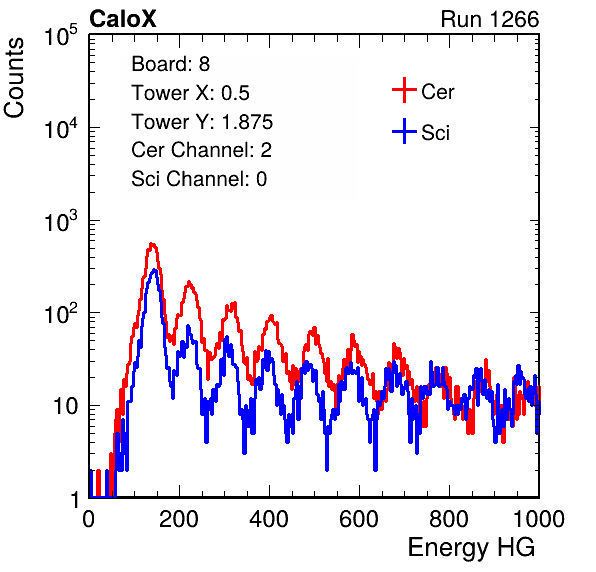 CaloX Run 1266
10^5
Counts
Board: 8
Tower X: 0.5
Tower Y: 1.875
Cer Channel: 2
Sci Channel: 0
Cer
Sci
10^4
10^3
10^2
10
1
0 200 400 600 800 1000
Energy HG